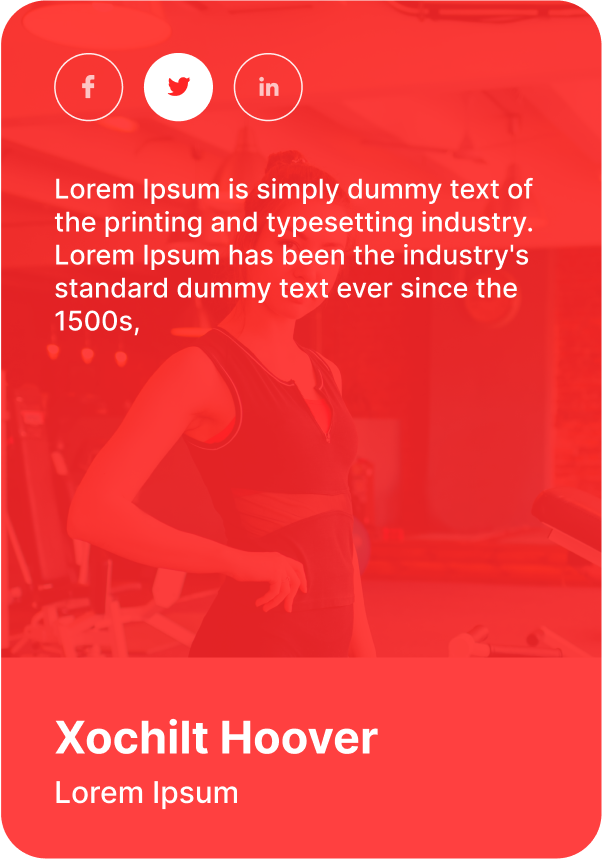 f
in
Lorem Ipsum is simply dummy text of
the printing and typesetting industry.
Lorem Ipsum has been the industry's
standard dummy text ever since the
1500s,
Xochilt Hoover
Lorem Ipsum